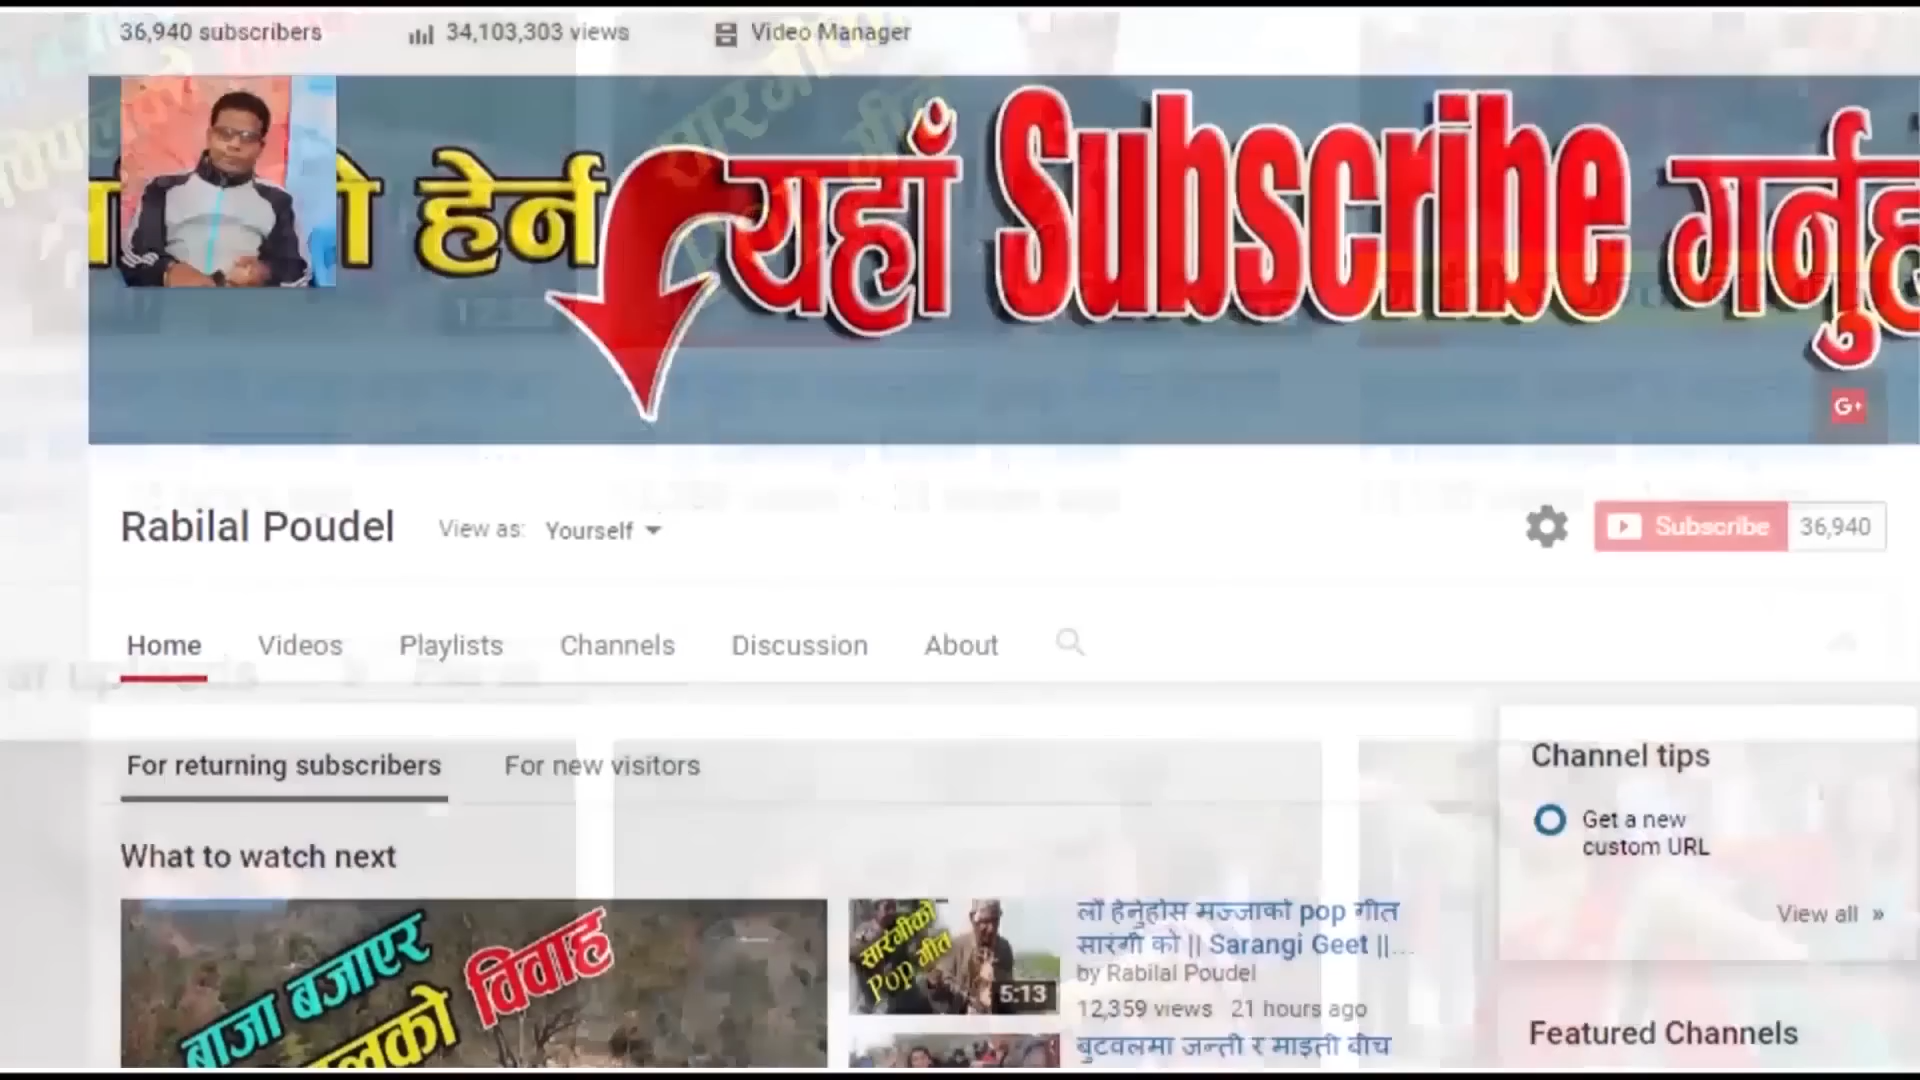 36,940 subscribers
34,103,303 views
Video Manager
हेर्न यहाँ Subscribe
G+
Rabilal Poudel
View as: Yourself
Subscribe 36,940
Home Videos Playlists Channels Discussion About
For returning subscribers
For new visitors
What to watch next
बाजा बजाएर
विवाह
सारंगीको
Pop गीत
5:13
लौ हेर्नुहोस मज्जाको pop गीत
सारंगी को || Sarangi Geet ||...
by Rabilal Poudel
12,359 views 21 hours ago
बुटवलमा जन्ती र माइती बीच
Channel tips
Get a new
custom URL
View all »
Featured Channels